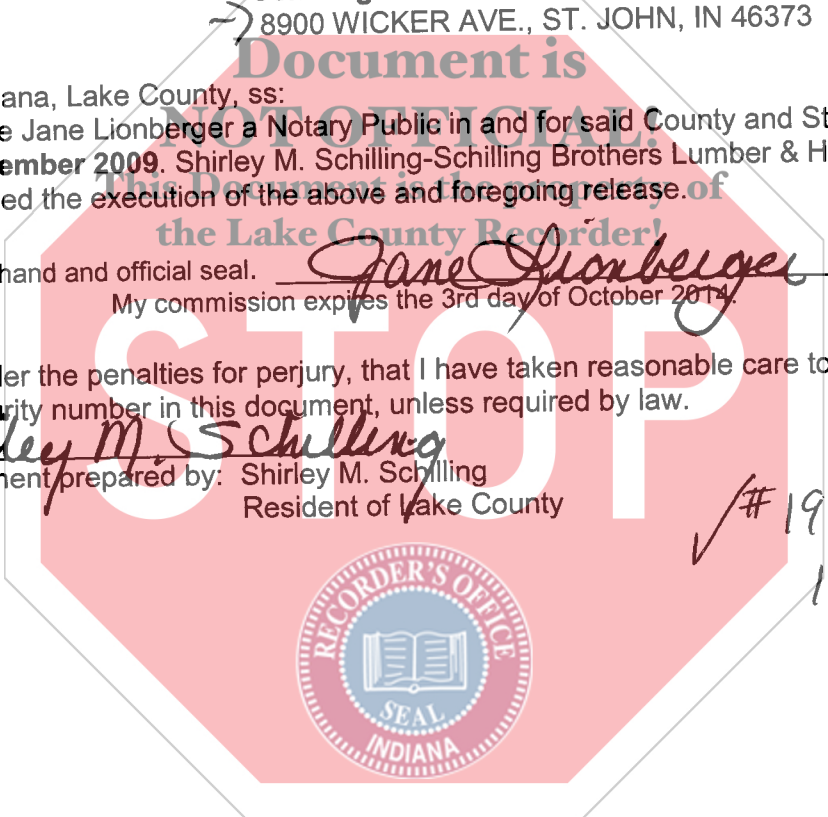 8900 WICKER AVE., ST. JOHN, IN 46373
Document is
ana, Lake County, ss:
NOT OFFICIAL!
e Jane Lionberger a Notary Public in and for said County and St
ember 2009. Shirley M. Schilling-Schilling Brothers Lumber & H
This Document is the property of
ed the execution of the above and foregoing release.
the Lake County Recorder!
hand and official seal. Jane Lionberger
My commission expires the 3rd day of October 2014.
STOP
er the penalties for perjury, that I have taken reasonable care to
rity number in this document, unless required by law.
ley M. Schilling
nent prepared by: Shirley M. Schilling
Resident of Lake County
✓# 19
1
RECORDER'S OFFICE
SEAL
INDIANA